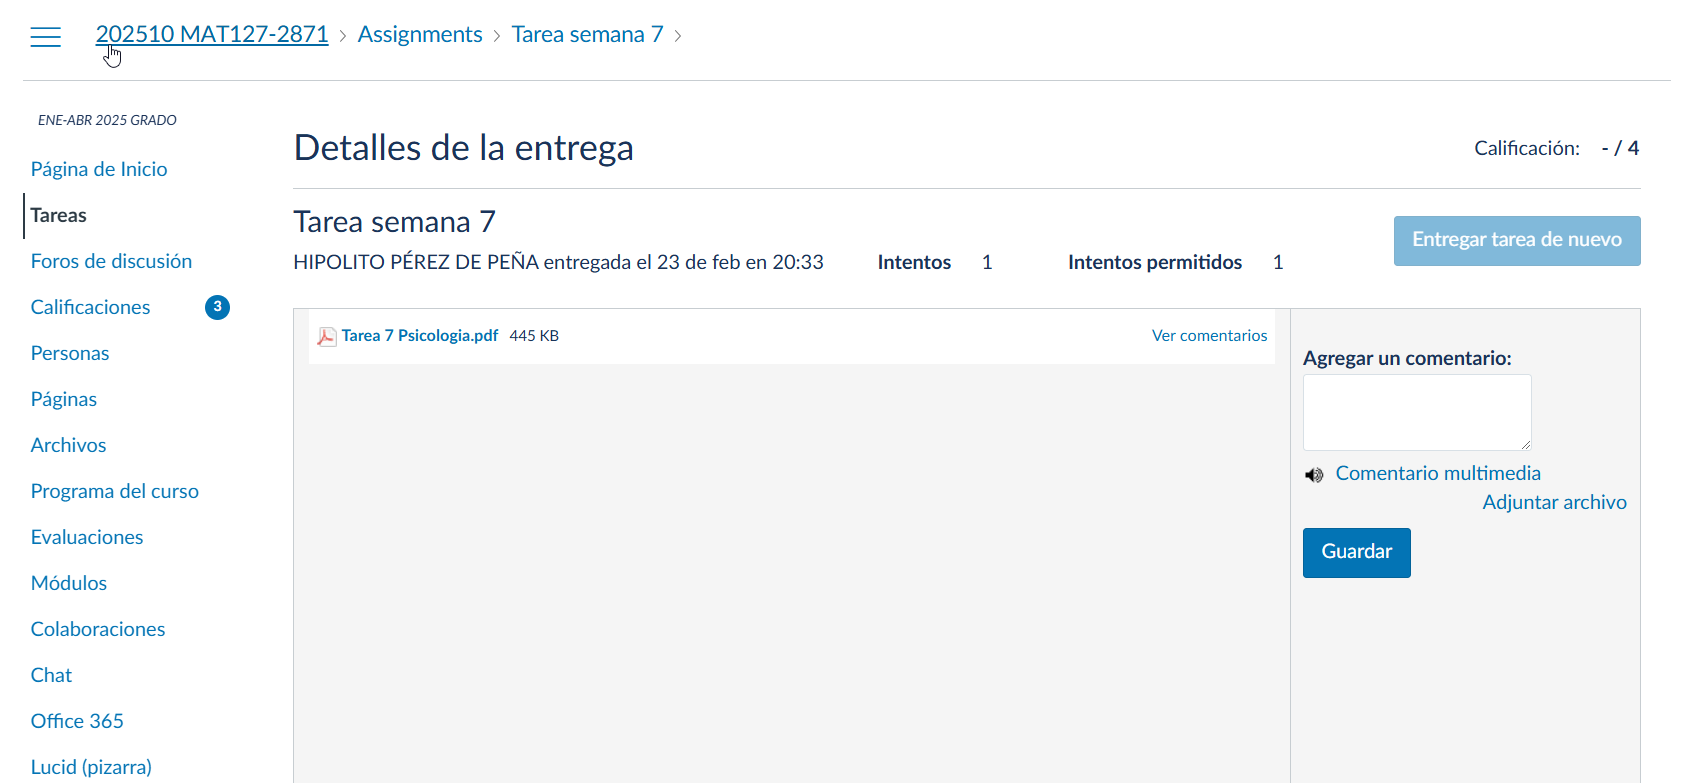 202510 MAT127-2871 > Assignments > Tarea semana 7 >
ENE-ABR 2025 GRADO
Página de Inicio
Tareas
Foros de discusión
Calificaciones 3
Personas
Páginas
Archivos
Programa del curso
Evaluaciones
Módulos
Colaboraciones
Chat
Office 365
Lucid (pizarra)
Detalles de la entrega
Calificación: - / 4
Tarea semana 7
HIPOLITO PÉREZ DE PEÑA entregada el 23 de feb en 20:33
Intentos 1
Intentos permitidos 1
Entregar tarea de nuevo
Tarea 7 Psicologia.pdf 445 KB
Ver comentarios
Agregar un comentario:
Comentario multimedia
Adjuntar archivo
Guardar